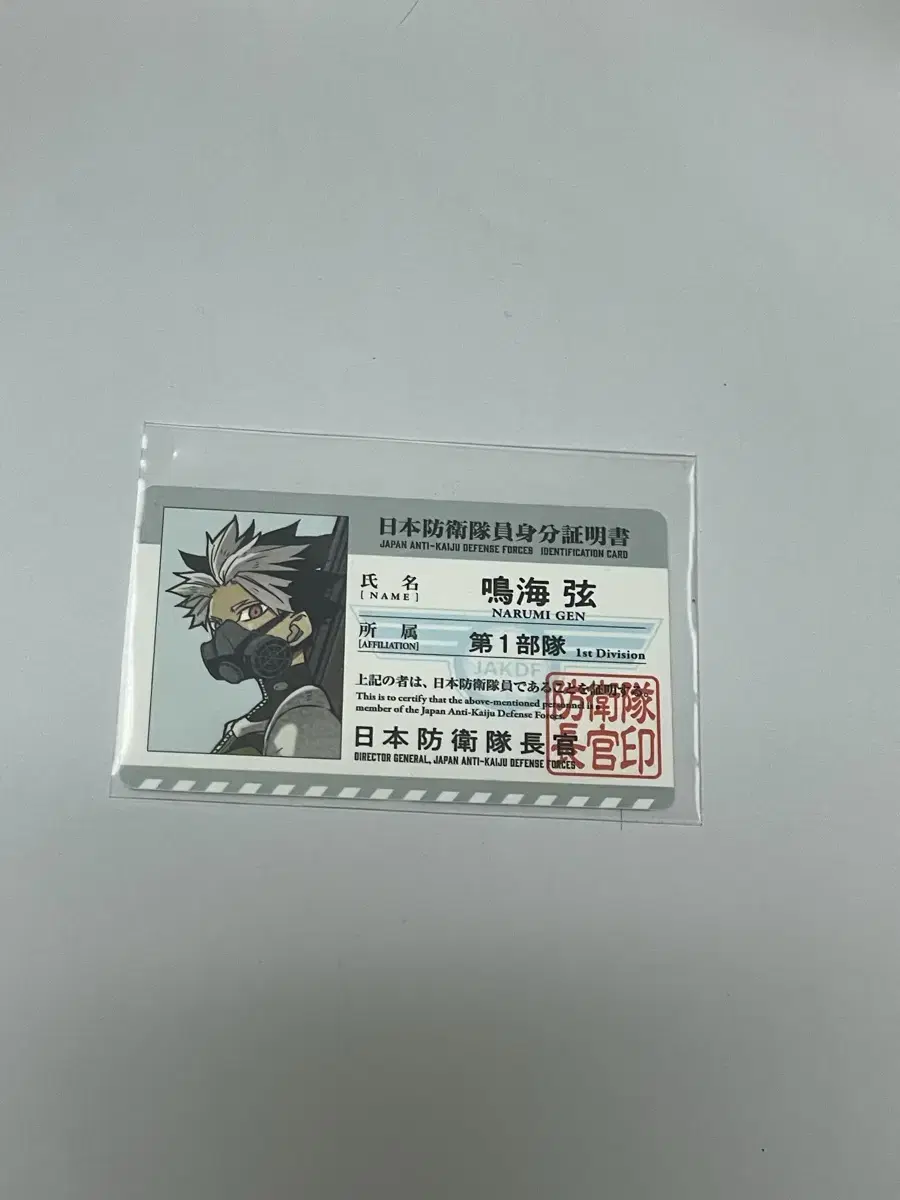 日本防衛隊員身分証明書
JAPAN ANTI-KAIJU DEFENSE FORCES IDENTIFICATION CARD
氏名 鳴海 弦
[NAME] NARUMI GEN
所属 第1部隊 1st Division
[AFFILIATION]
JAKDF
上記の者は、日本防衛隊員であることを証明する。
This is to certify that the above-mentioned personnel is a
member of the Japan Anti-Kaiju Defense Forces.
日本防衛隊長官
DIRECTOR GENERAL, JAPAN ANTI-KAIJU DEFENSE FORCES
防衛隊
長官印